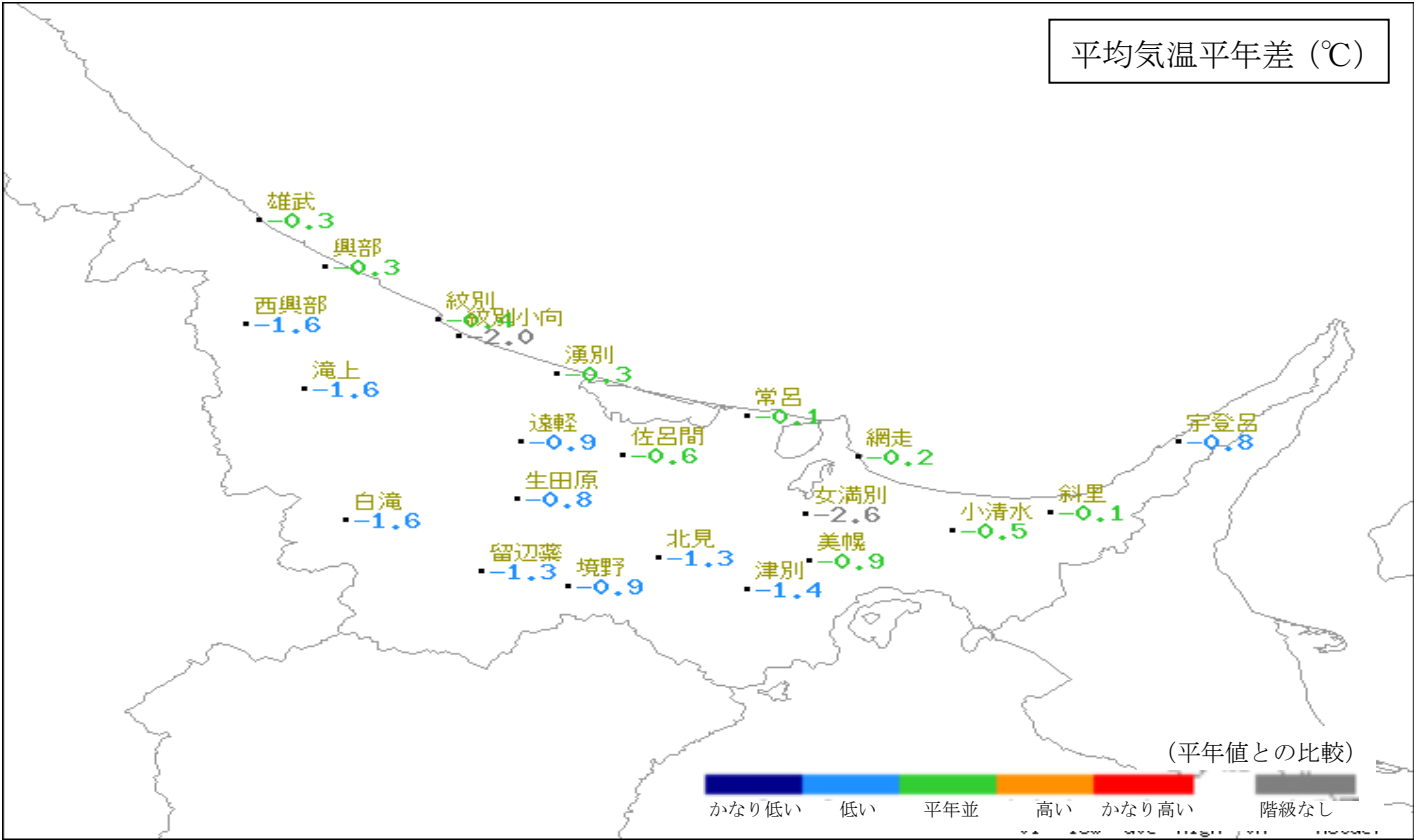 平均気温平年差（℃）
雄武
-0.3
興部
-0.3
西興部
-1.6
紋別
-0.4
紋別小向
-2.0
湧別
-0.3
滝上
-1.6
常呂
-0.1
遠軽
-0.9
佐呂間
-0.6
網走
-0.2
宇登呂
-0.8
生田原
-0.8
白滝
-1.6
女満別
-2.6
小清水
-0.5
斜里
-0.1
北見
-1.3
美幌
-0.9
留辺蘂
-1.3
境野
-0.9
津別
-1.4
（平年値との比較）
かなり低い 低い 平年並 高い かなり高い 階級なし